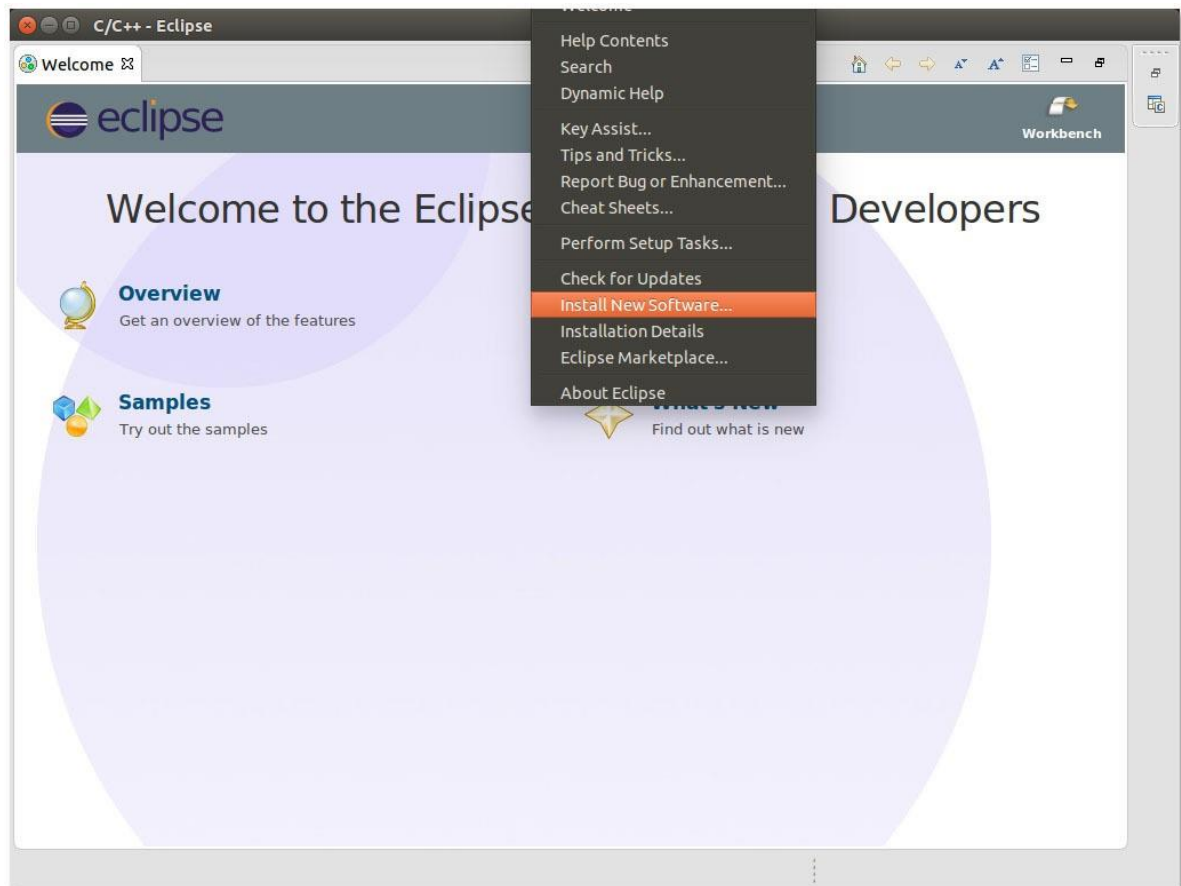 C/C++ - Eclipse
Welcome
Welcome
Help Contents
Search
Dynamic Help
Key Assist...
Tips and Tricks...
Report Bug or Enhancement...
Cheat Sheets...
Perform Setup Tasks...
Check for Updates
Install New Software...
Installation Details
Eclipse Marketplace...
About Eclipse
eclipse
Workbench
Welcome to the Eclipse Developers
Overview
Get an overview of the features
Samples
Try out the samples
What's New
Find out what is new